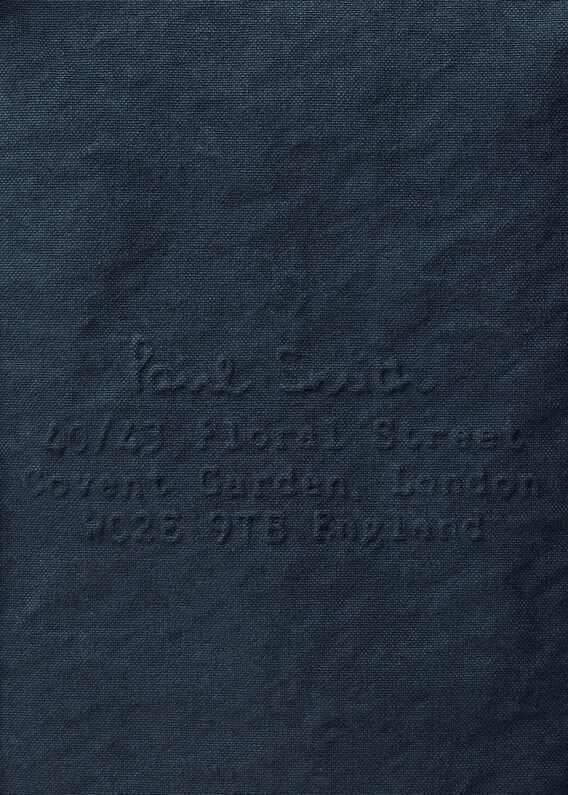 Paul Smith
40/43 Floral Street
Covent Garden, London
WC2E 9TB England